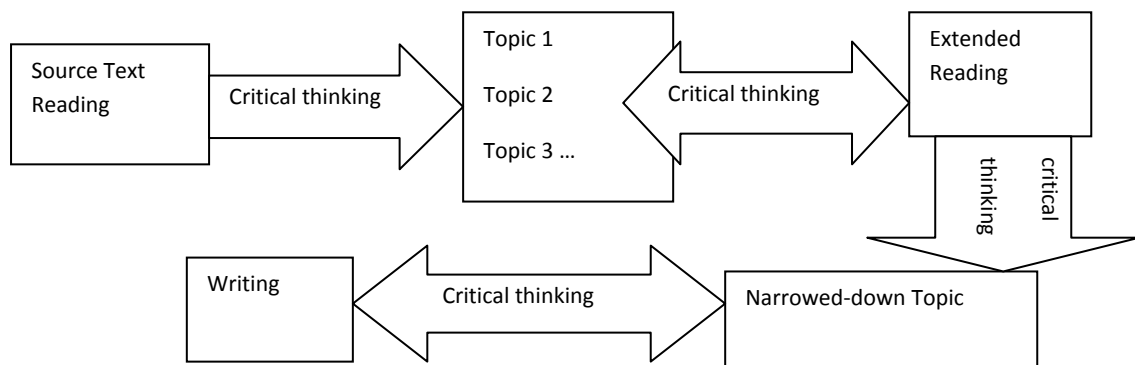 Source Text
Reading
Critical thinking
Topic 1
Topic 2
Topic 3 ...
Critical thinking
Extended
Reading
critical
thinking
Writing
Critical thinking
Narrowed-down Topic